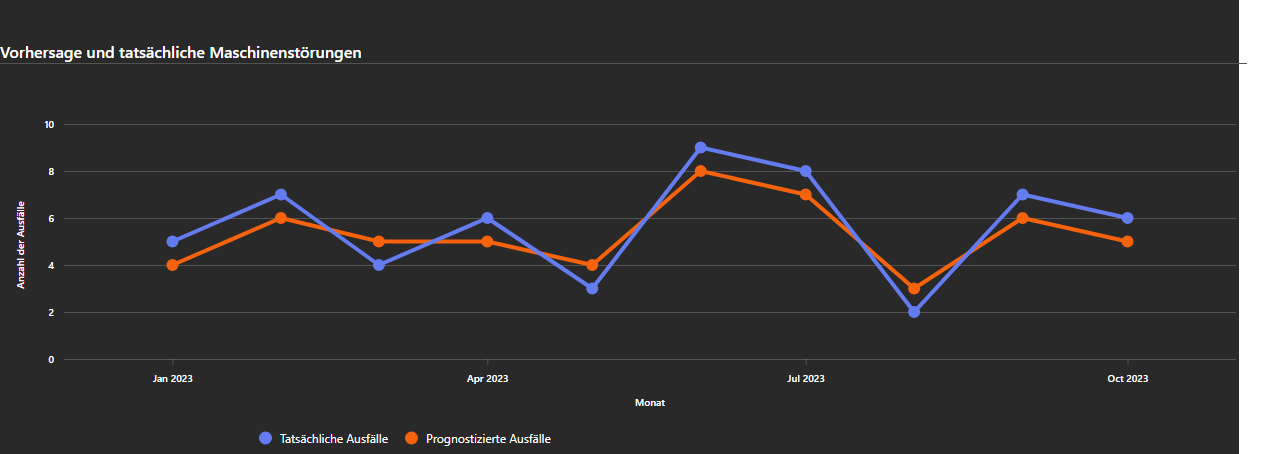 Vorhersage und tatsächliche Maschinenstörungen
10
8
6
4
2
0
Anzahl der Ausfälle
Jan 2023 Apr 2023 Jul 2023 Oct 2023
Monat
Tatsächliche Ausfälle Prognostizierte Ausfälle